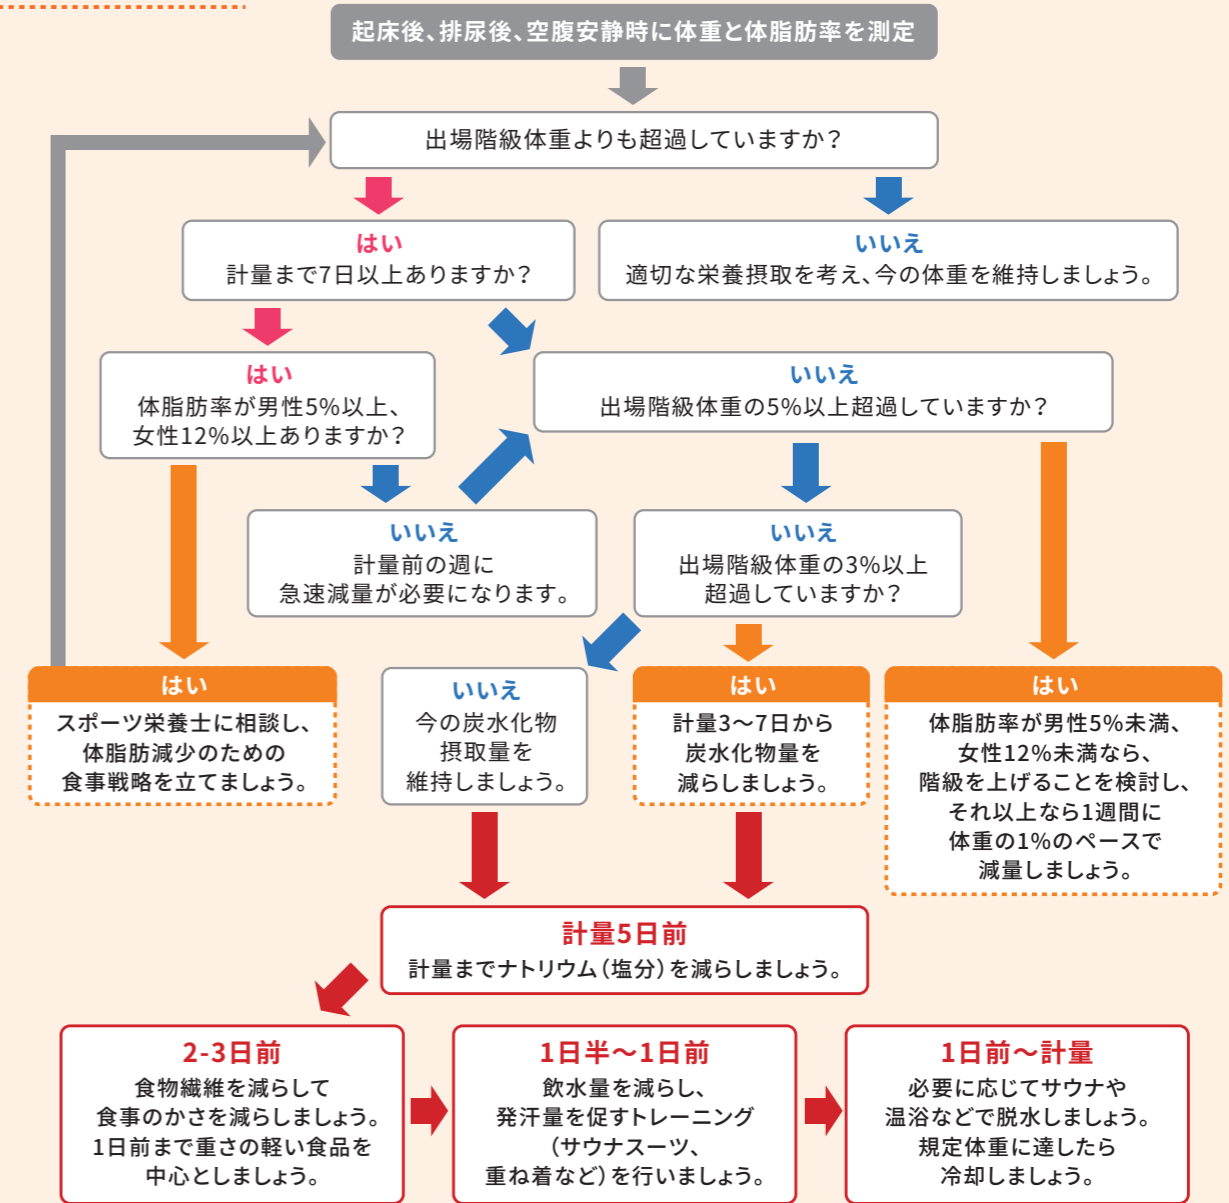 起床後、排尿後、空腹安静時に体重と体脂肪率を測定
出場階級体重よりも超過していますか？
はい
計量まで7日以上ありますか？
いいえ
適切な栄養摂取を考え、今の体重を維持しましょう。
はい
体脂肪率が男性5%以上、
女性12%以上ありますか？
いいえ
出場階級体重の5%以上超過していますか？
いいえ
計量前の週に
急速減量が必要になります。
いいえ
出場階級体重の3%以上
超過していますか？
はい
スポーツ栄養士に相談し、
体脂肪減少のための
食事戦略を立てましょう。
いいえ
今の炭水化物
摂取量を
維持しましょう。
はい
計量3〜7日から
炭水化物量を
減らしましょう。
はい
体脂肪率が男性5%未満、
女性12%未満なら、
階級を上げることを検討し、
それ以上なら1週間に
体重の1%のペースで
減量しましょう。
計量5日前
計量までナトリウム（塩分）を減らしましょう。
2-3日前
食物繊維を減らして
食事のかさを減らしましょう。
1日前まで重さの軽い食品を
中心としましょう。
1日半〜1日前
飲水量を減らし、
発汗量を促すトレーニング
（サウナスーツ、
重ね着など）を行いましょう。
1日前〜計量
必要に応じてサウナや
温浴などで脱水しましょう。
規定体重に達したら
冷却しましょう。